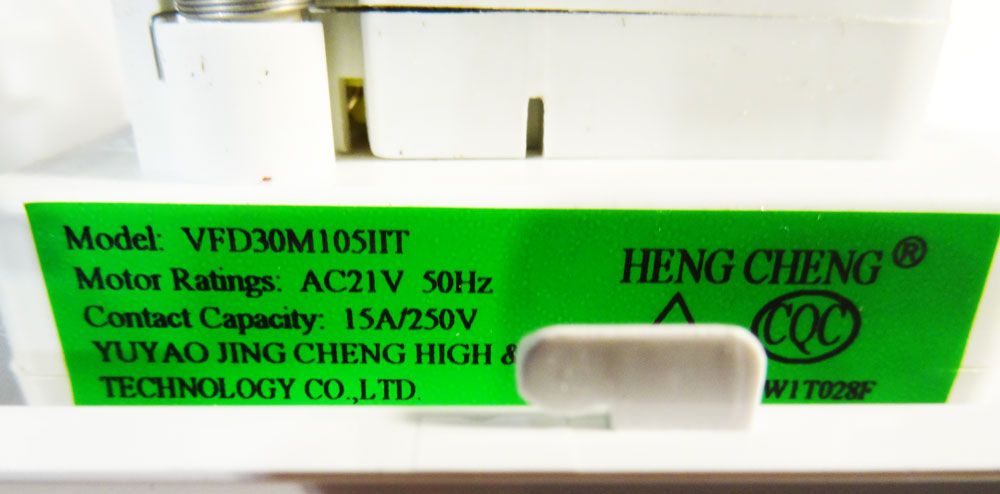 Model: VFD30M105IIT
Motor Ratings: AC21V 50Hz
Contact Capacity: 15A/250V
YUYAO JING CHENG HIGH &
TECHNOLOGY CO.,LTD.
HENG CHENG ®
CQC
W1T028F